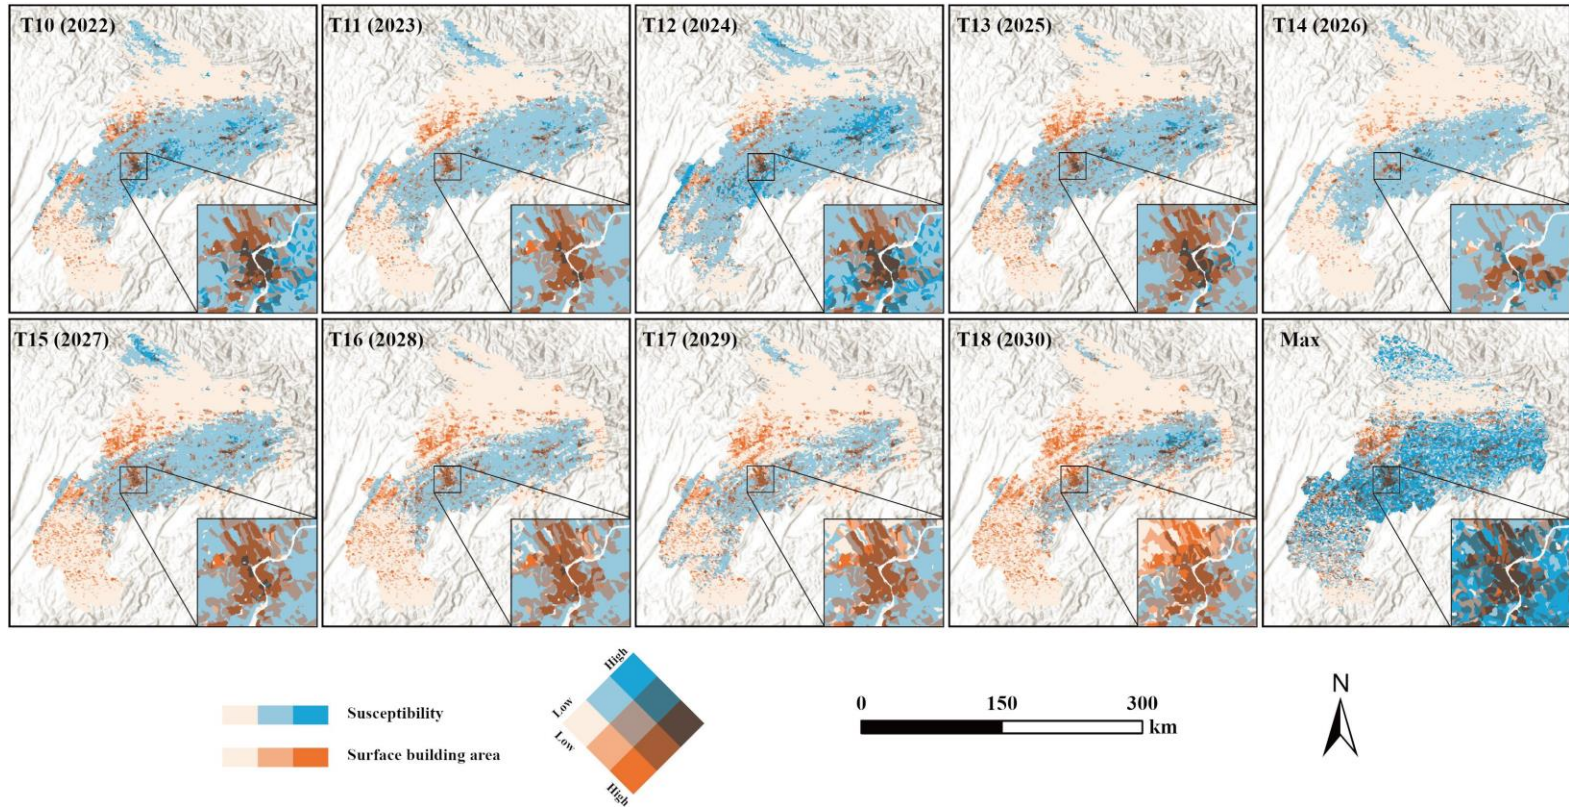 T10 (2022)
T11 (2023)
T12 (2024)
T13 (2025)
T14 (2026)
T15 (2027)
T16 (2028)
T17 (2029)
T18 (2030)
Max
Susceptibility
Surface building area
High
Low
Low
High
0 150 300
km
N